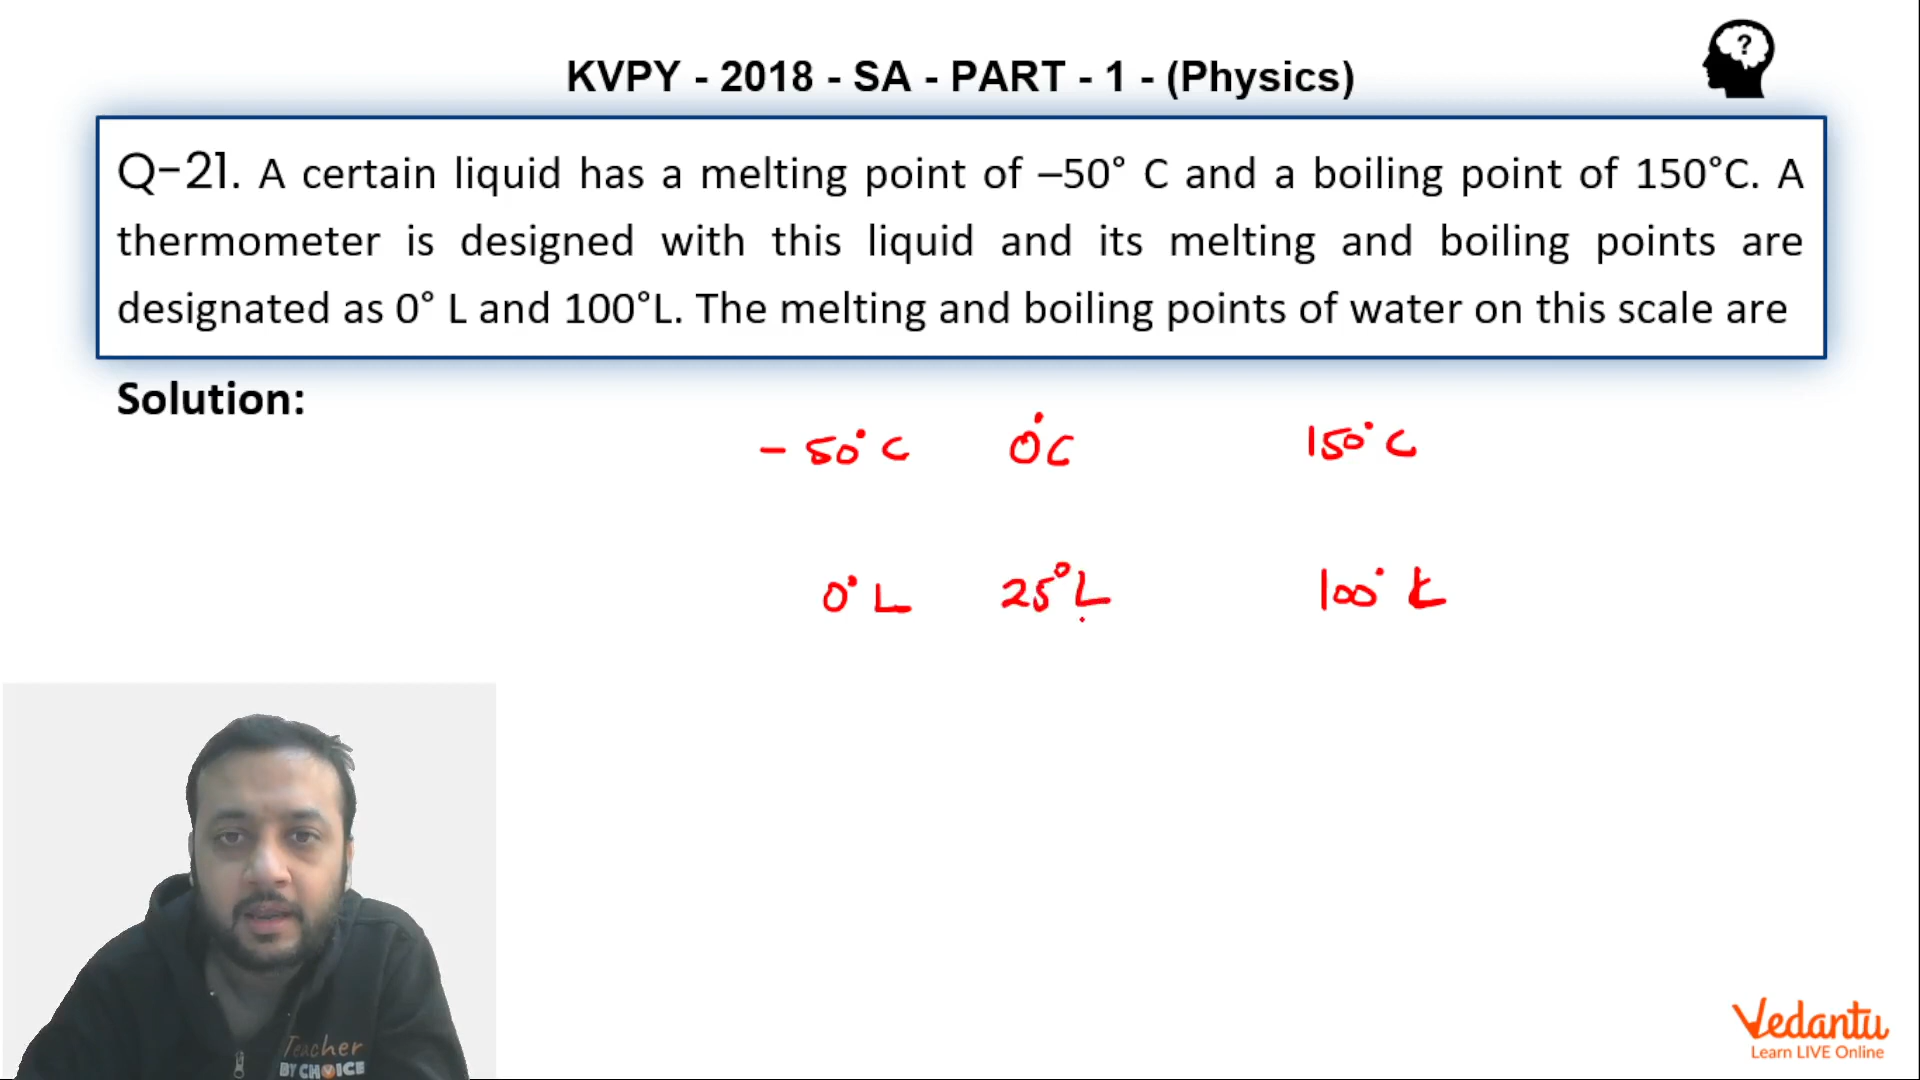 KVPY - 2018 - SA - PART - 1 - (Physics)
?
Q-21. A certain liquid has a melting point of –50° C and a boiling point of 150°C. A
thermometer is designed with this liquid and its melting and boiling points are
designated as 0° L and 100°L. The melting and boiling points of water on this scale are
Solution:
- 50°C 0°C 150°C
0°L 25°L 100°L
Teacher
BY CHOICE
Vedantu
Learn LIVE Online